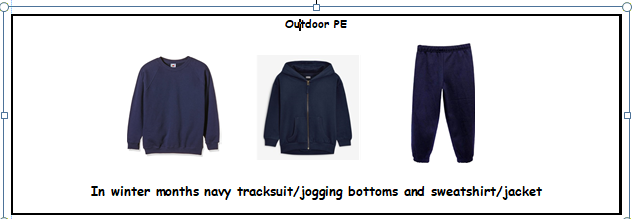 Outdoor PE
In winter months navy tracksuit/jogging bottoms and sweatshirt/jacket